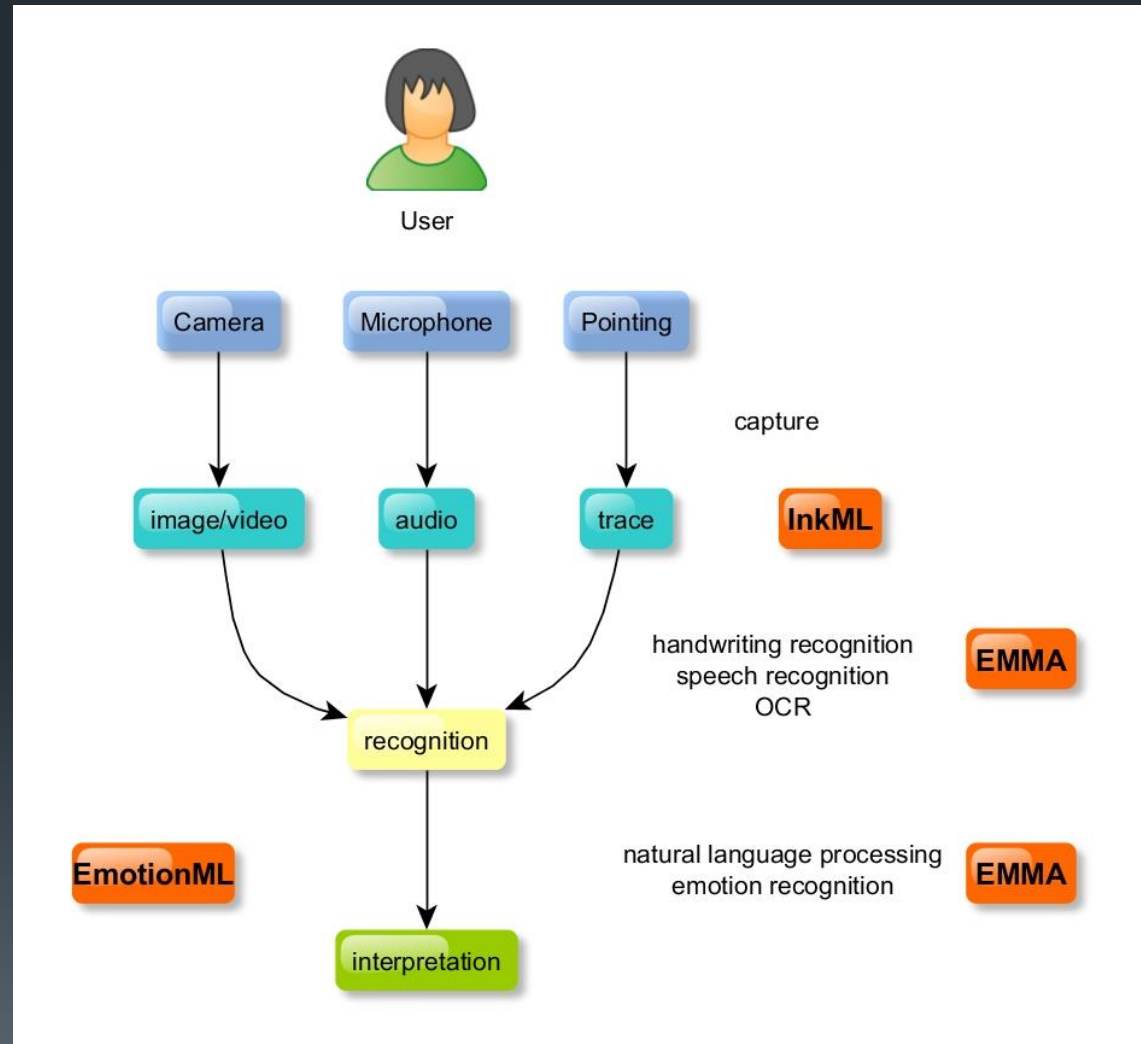 User
Camera
Microphone
Pointing
capture
image/video
audio
trace
InkML
handwriting recognition
speech recognition
OCR
EMMA
recognition
EmotionML
natural language processing
emotion recognition
EMMA
interpretation